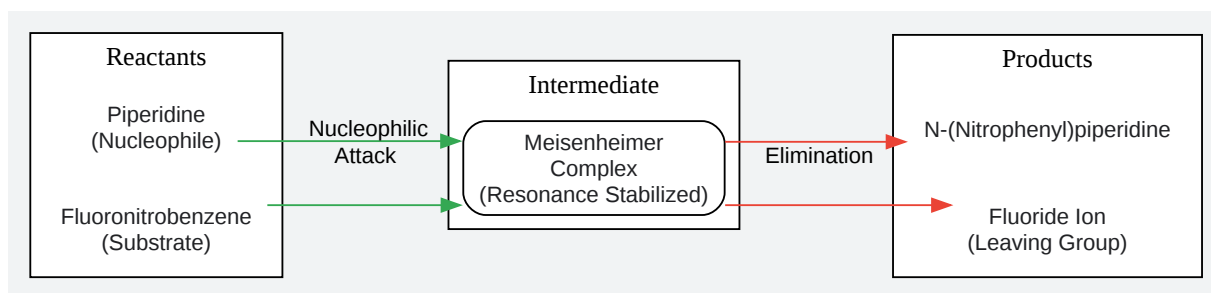 Reactants
Piperidine
(Nucleophile)
Fluoronitrobenzene
(Substrate)
Nucleophilic
Attack
Intermediate
Meisenheimer
Complex
(Resonance Stabilized)
Elimination
Products
N-(Nitrophenyl)piperidine
Fluoride Ion
(Leaving Group)